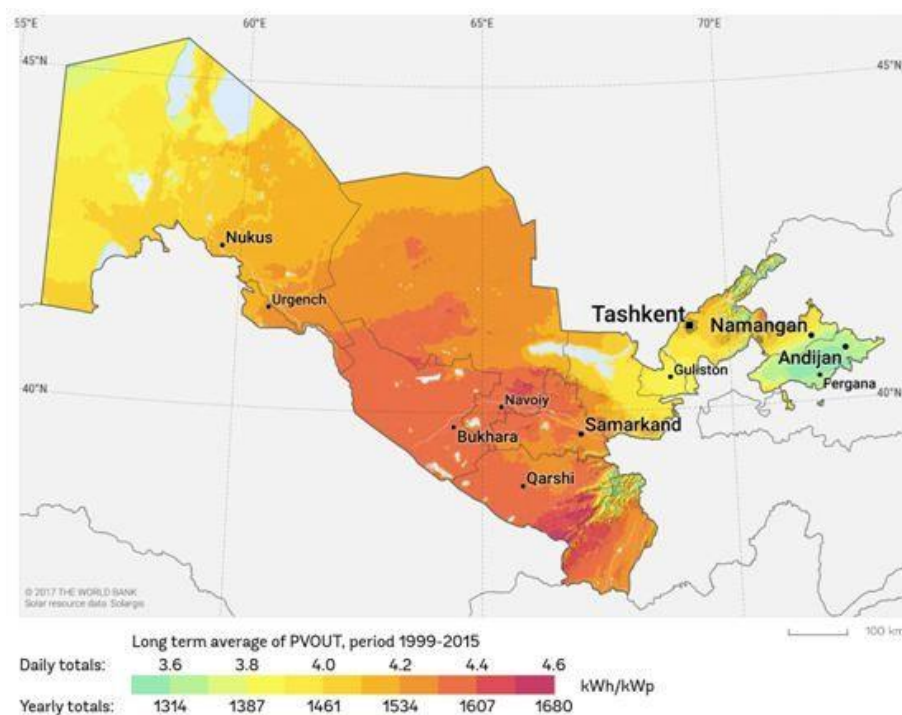 55°E
60°E
65°E
70°E
45°N
45°N
Nukus
Urgench
Tashkent
Namangan
Andijan
Guliston
Fergana
40°N
40°N
Navoiy
Bukhara
Samarkand
Qarshi
© 2017 THE WORLD BANK
Solar resource data: Solargis
100 km
Long term average of PVOUT, period 1999-2015
Daily totals: 3.6 3.8 4.0 4.2 4.4 4.6
kWh/kWp
Yearly totals: 1314 1387 1461 1534 1607 1680